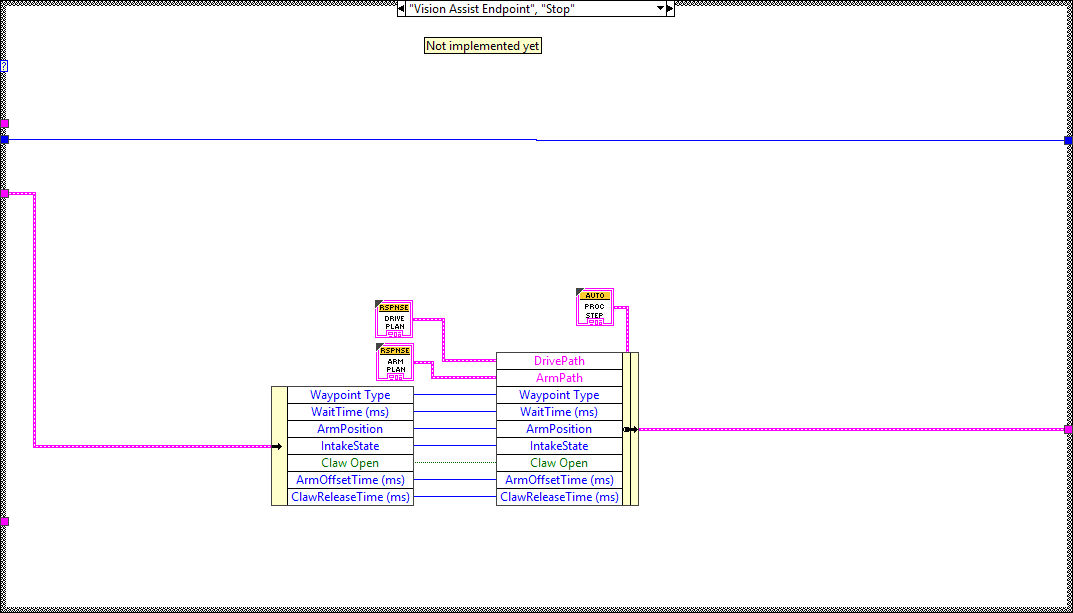 "Vision Assist Endpoint", "Stop"
Not implemented yet
?
RSPNSE
DRIVE
PLAN
RSPNSE
ARM
PLAN
AUTO
PROC
STEP
DrivePath
ArmPath
Waypoint Type
Waypoint Type
WaitTime (ms)
WaitTime (ms)
ArmPosition
ArmPosition
IntakeState
IntakeState
Claw Open
Claw Open
ArmOffsetTime (ms)
ArmOffsetTime (ms)
ClawReleaseTime (ms)
ClawReleaseTime (ms)